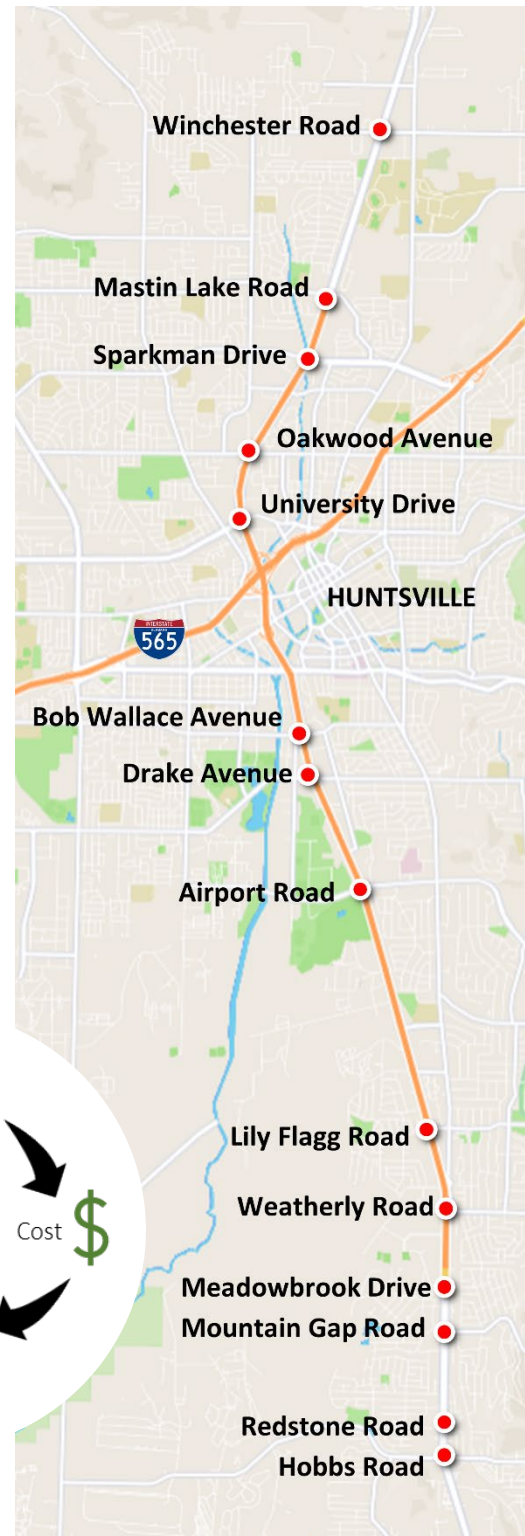 Winchester Road
Mastin Lake Road
Sparkman Drive
Oakwood Avenue
University Drive
HUNTSVILLE
INTERSTATE
565
Bob Wallace Avenue
Drake Avenue
Airport Road
Lily Flagg Road
Weatherly Road
Cost $
Meadowbrook Drive
Mountain Gap Road
Redstone Road
Hobbs Road